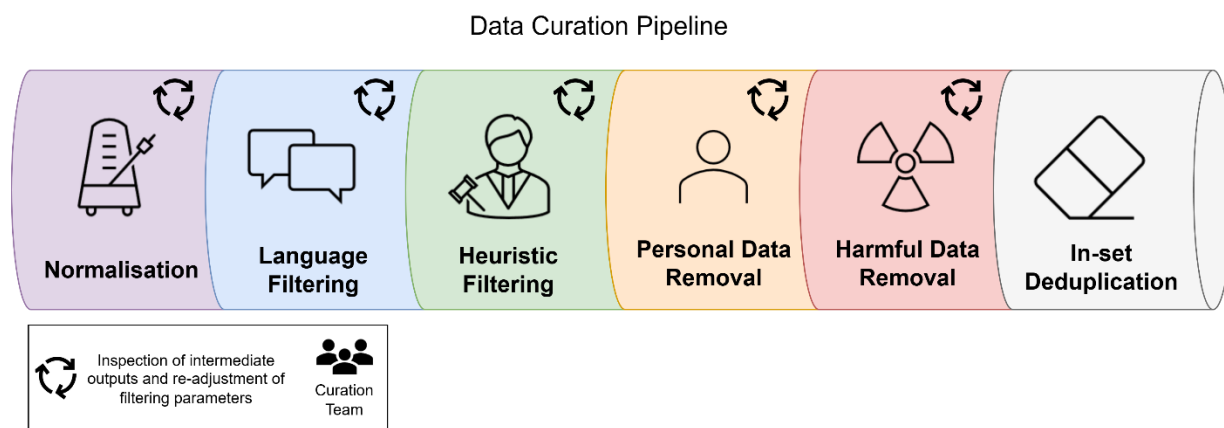 Data Curation Pipeline
Normalisation
Language
Filtering
Heuristic
Filtering
Personal Data
Removal
Harmful Data
Removal
In-set
Deduplication
Inspection of intermediate
outputs and re-adjustment of
filtering parameters
Curation
Team